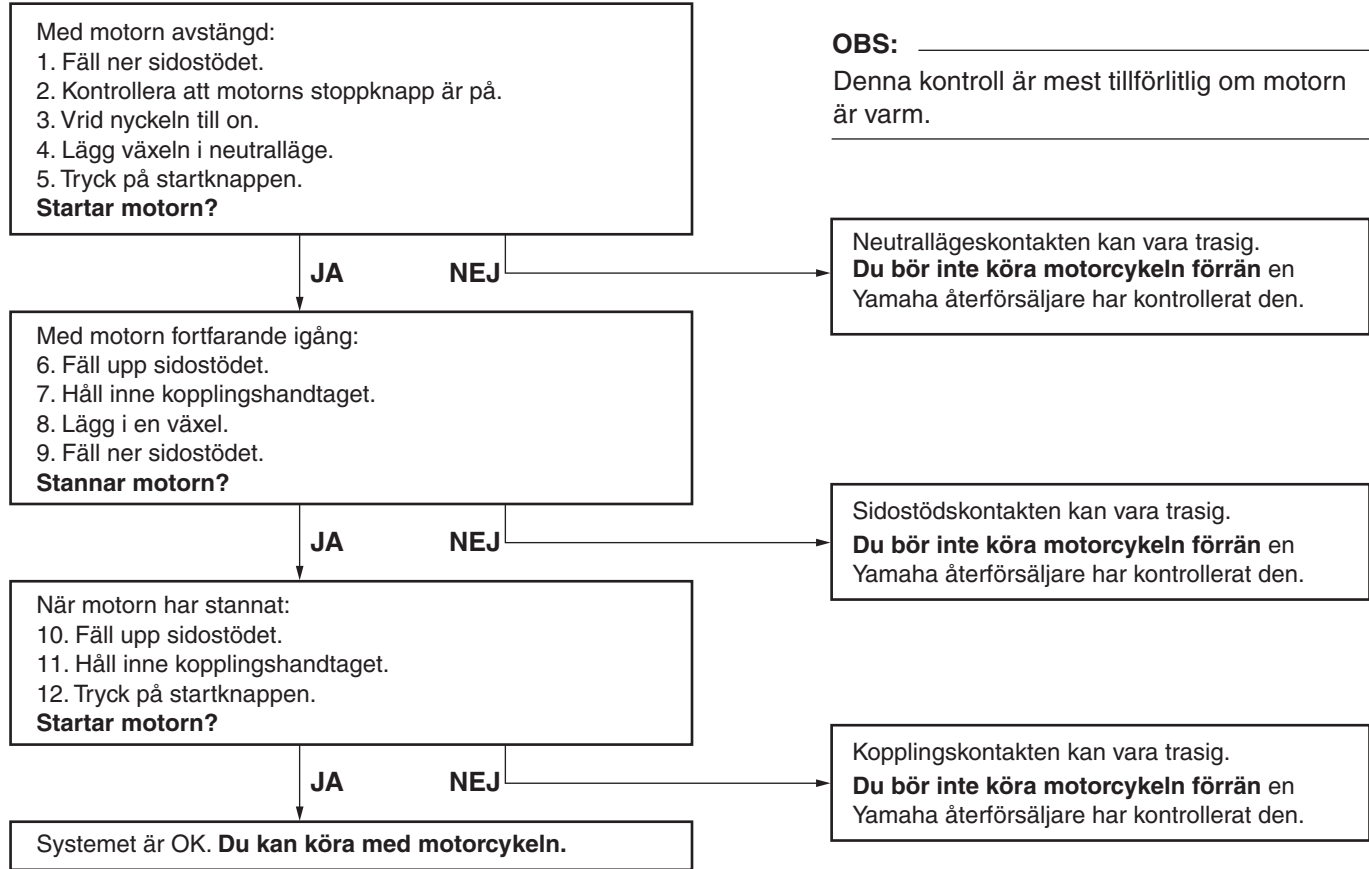 Med motorn avstängd:
1. Fäll ner sidostödet.
2. Kontrollera att motorns stoppknapp är på.
3. Vrid nyckeln till on.
4. Lägg växeln i neutralläge.
5. Tryck på startknappen.
Startar motorn?
OBS:
Denna kontroll är mest tillförlitlig om motorn
är varm.
JA
NEJ
Neutrallägeskontakten kan vara trasig.
Du bör inte köra motorcykeln förrän en
Yamaha återförsäljare har kontrollerat den.
Med motorn fortfarande igång:
6. Fäll upp sidostödet.
7. Håll inne kopplingshandtaget.
8. Lägg i en växel.
9. Fäll ner sidostödet.
Stannar motorn?
JA
NEJ
Sidostödskontakten kan vara trasig.
Du bör inte köra motorcykeln förrän en
Yamaha återförsäljare har kontrollerat den.
När motorn har stannat:
10. Fäll upp sidostödet.
11. Håll inne kopplingshandtaget.
12. Tryck på startknappen.
Startar motorn?
JA
NEJ
Kopplingskontakten kan vara trasig.
Du bör inte köra motorcykeln förrän en
Yamaha återförsäljare har kontrollerat den.
Systemet är OK. Du kan köra med motorcykeln.